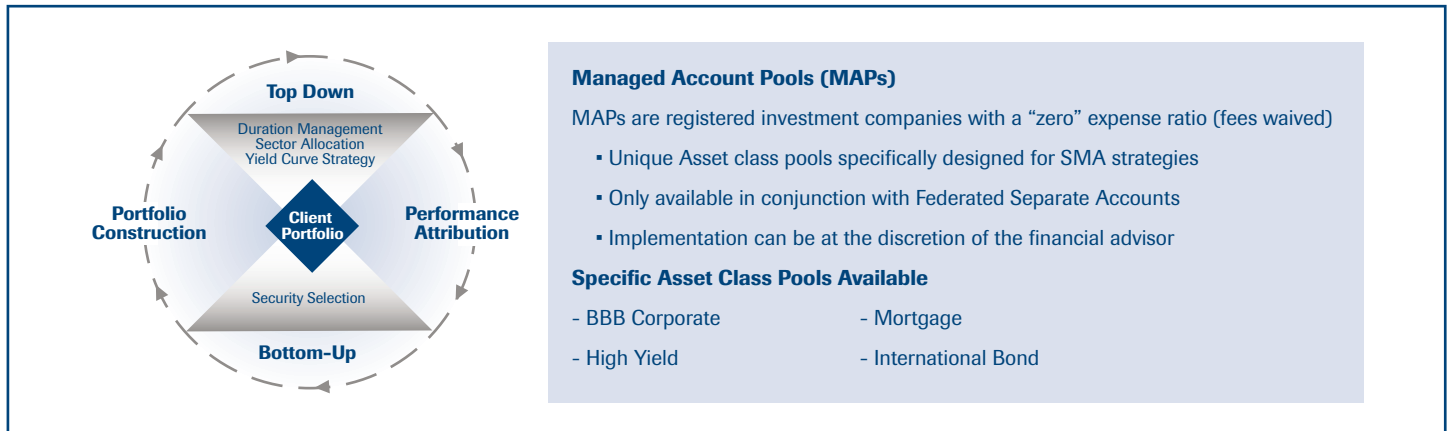 Top Down
Duration Management
Sector Allocation
Yield Curve Strategy
Portfolio
Construction
Client
Portfolio
Performance
Attribution
Security Selection
Bottom-Up
Managed Account Pools (MAPs)
MAPs are registered investment companies with a “zero” expense ratio (fees waived)
▪ Unique Asset class pools specifically designed for SMA strategies
▪ Only available in conjunction with Federated Separate Accounts
▪ Implementation can be at the discretion of the financial advisor
Specific Asset Class Pools Available
- BBB Corporate - Mortgage
- High Yield - International Bond